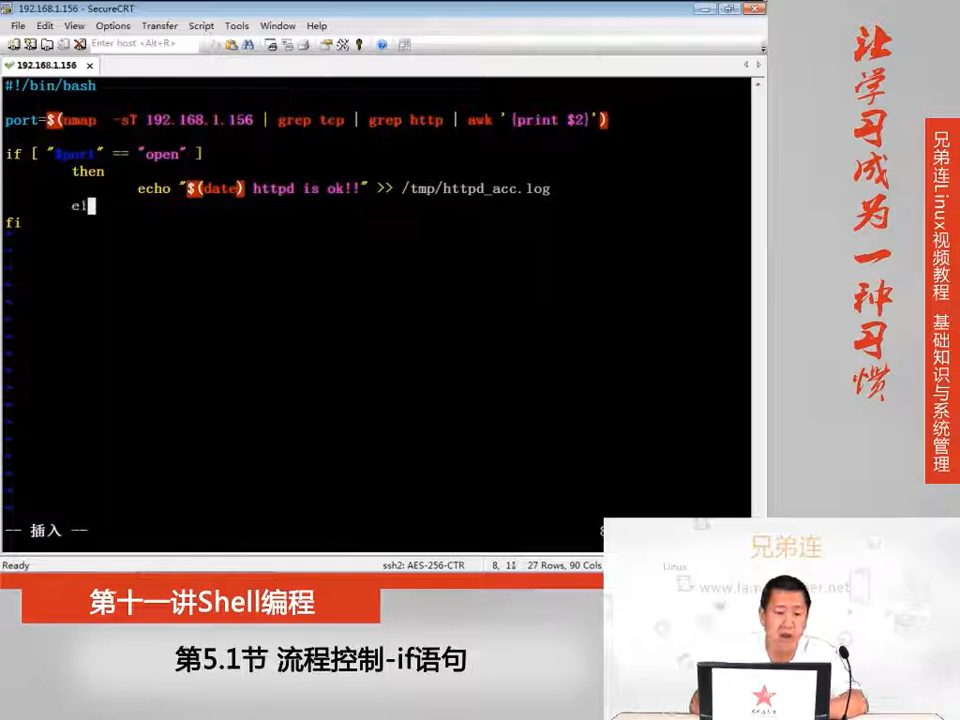 192.168.1.156 - SecureCRT
File Edit View Options Transfer Script Tools Window Help
Enter host <Alt+R>
192.168.1.156
#!/bin/bash
port=$(nmap -sT 192.168.1.156 | grep tcp | grep http | awk '{print $2}')
if [ "$port" == "open" ]
then
echo "$(date) httpd is ok!!" >> /tmp/httpd_acc.log
el
fi
-- 插入 --
Ready
ssh2: AES-256-CTR
8, 11
27 Rows, 90 Cols
让学习成为一种习惯
兄弟连Linux视频教程 基础知识与系统管理
兄弟连
Linux
第十一讲Shell编程
第5.1节 流程控制-if语句